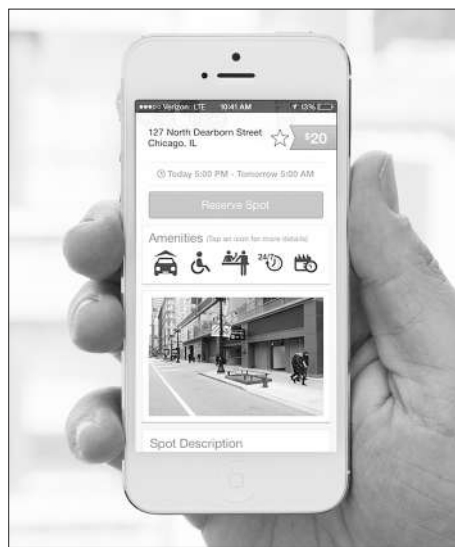 Verizon LTE 10:41 AM 13%
127 North Dearborn Street
Chicago, IL
$20
Today 5:00 PM - Tomorrow 5:00 AM
Reserve Spot
Amenities (Tap an icon for more details)
24/7
Spot Description